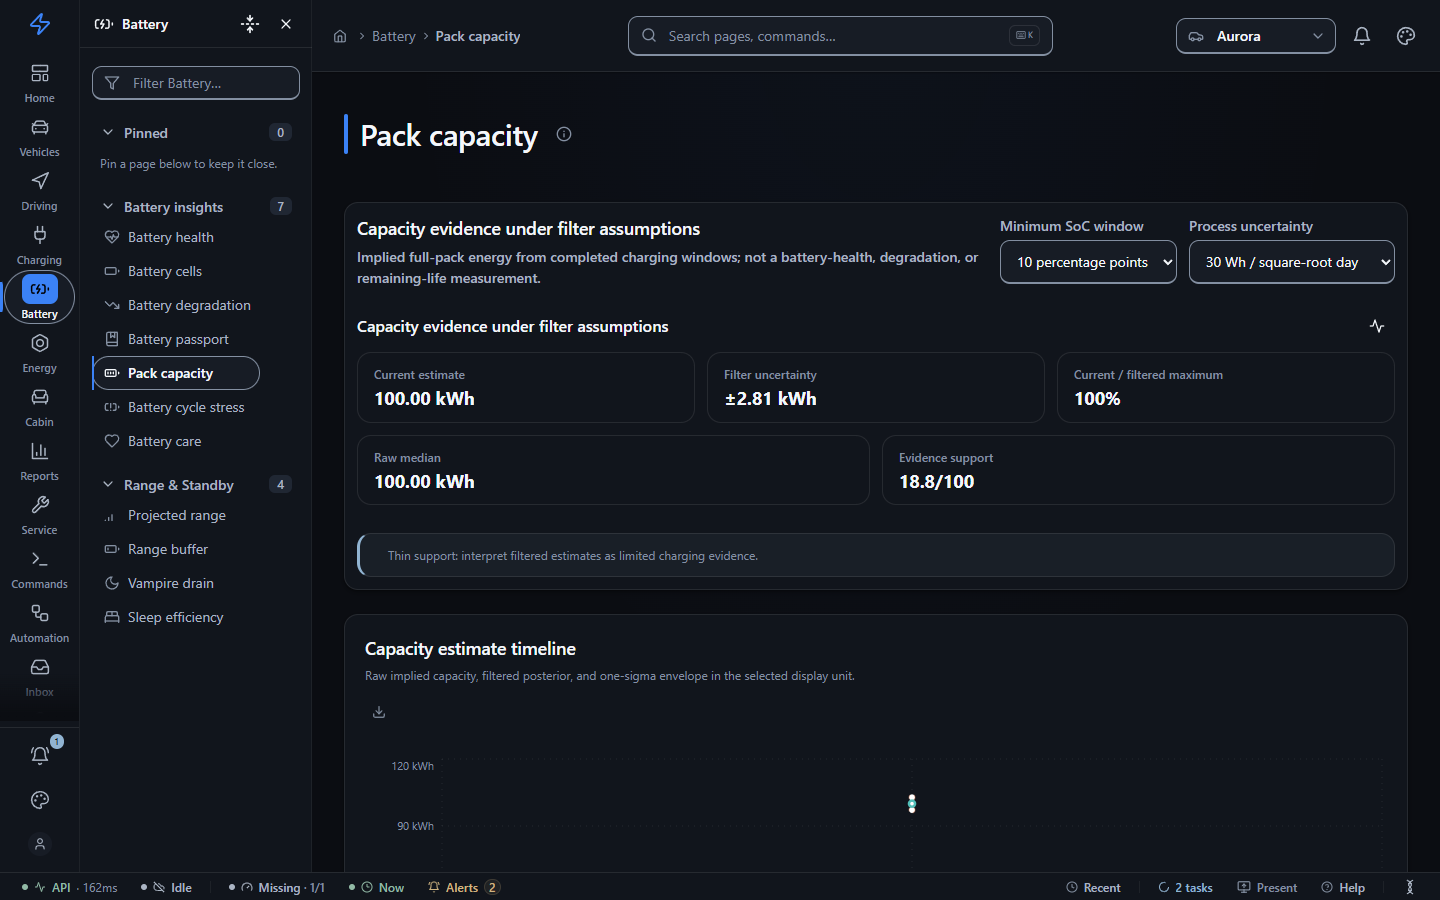 Home
Vehicles
Driving
Charging
Battery
Energy
Cabin
Reports
Service
Commands
Automation
Inbox
1
Battery
Filter Battery...
Pinned
0
Pin a page below to keep it close.
Battery insights
7
Battery health
Battery cells
Battery degradation
Battery passport
Pack capacity
Battery cycle stress
Battery care
Range & Standby
4
Projected range
Range buffer
Vampire drain
Sleep efficiency
Battery
Pack capacity
Search pages, commands...
K
Aurora
Pack capacity
Capacity evidence under filter assumptions
Implied full-pack energy from completed charging windows; not a battery-health, degradation, or
remaining-life measurement.
Minimum SoC window
10 percentage points
Process uncertainty
30 Wh / square-root day
Capacity evidence under filter assumptions
Current estimate
100.00 kWh
Filter uncertainty
±2.81 kWh
Current / filtered maximum
100%
Raw median
100.00 kWh
Evidence support
18.8/100
Thin support: interpret filtered estimates as limited charging evidence.
Capacity estimate timeline
Raw implied capacity, filtered posterior, and one-sigma envelope in the selected display unit.
120 kWh
90 kWh
API · 162ms
Idle
Missing · 1/1
Now
Alerts 2
Recent
2 tasks
Present
Help